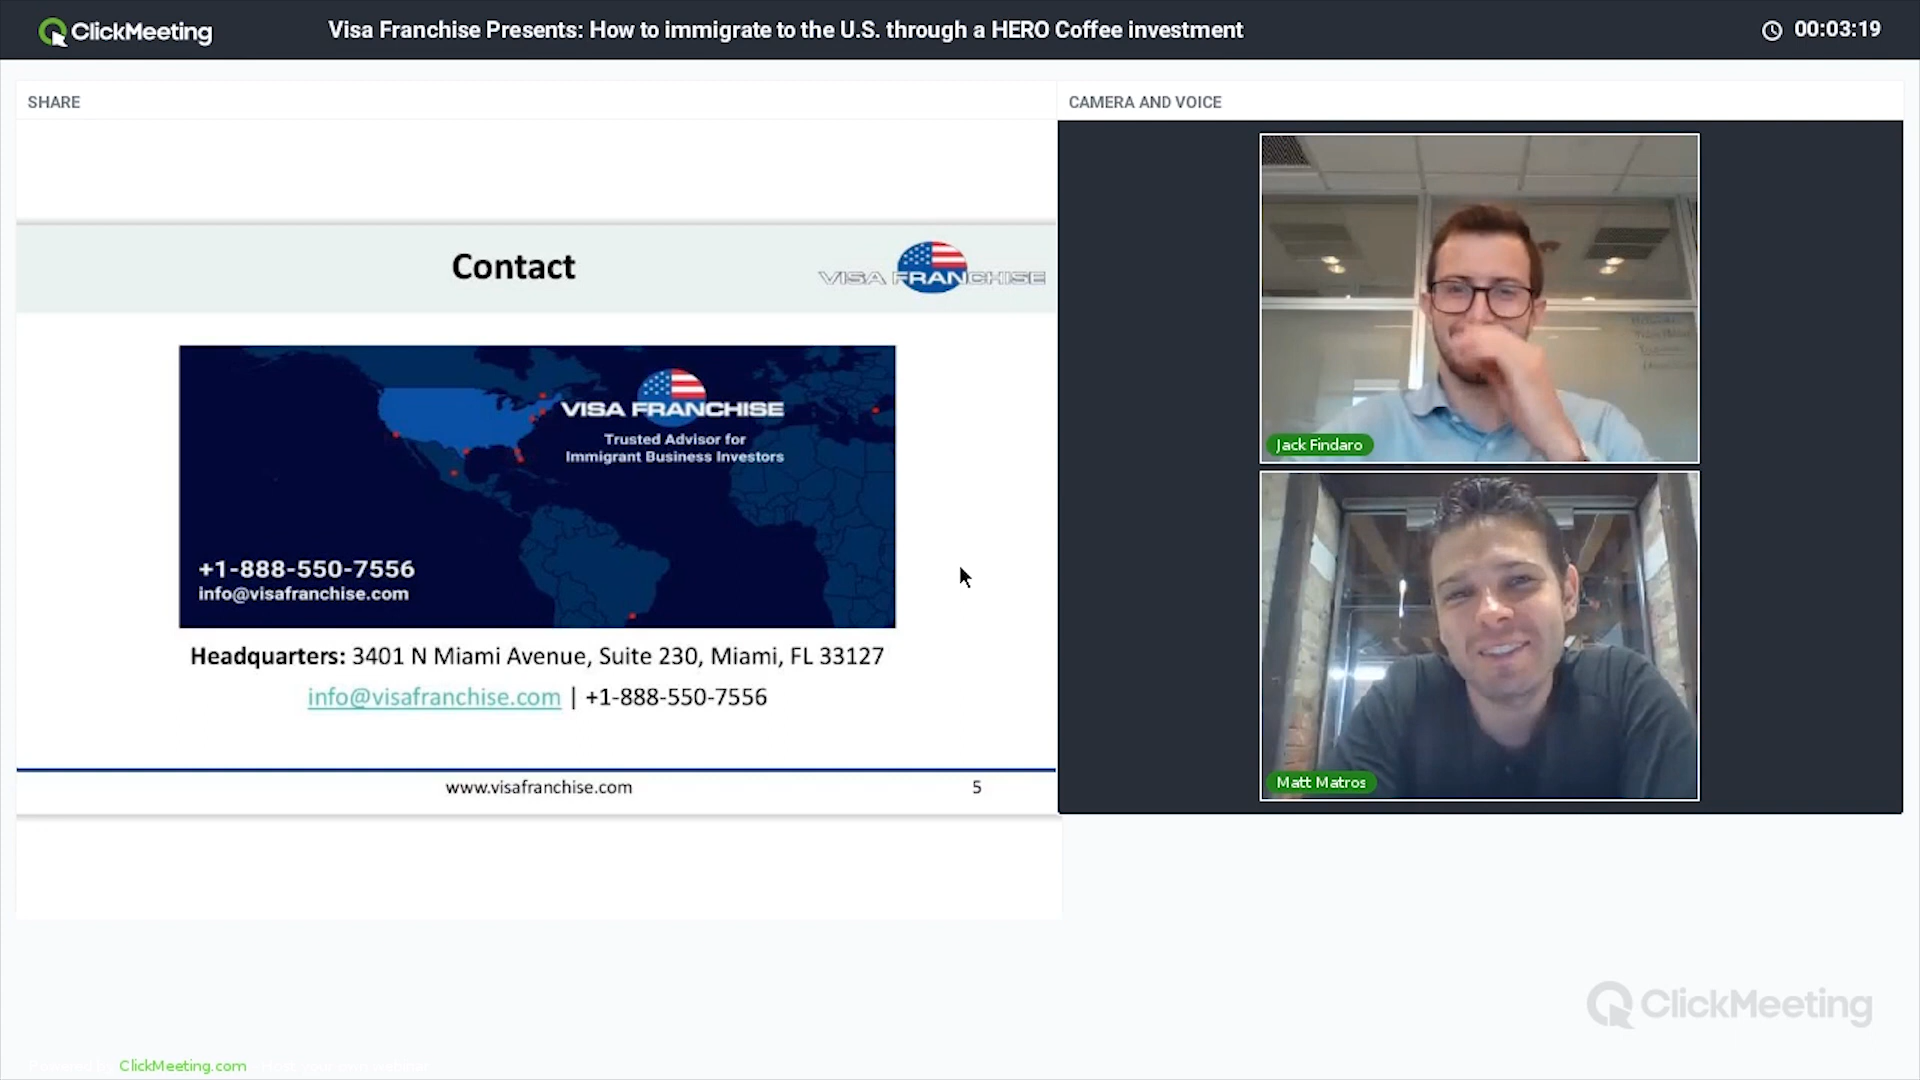 ClickMeeting
Visa Franchise Presents: How to immigrate to the U.S. through a HERO Coffee investment
00:03:19
SHARE
CAMERA AND VOICE
Contact
VISA FRANCHISE
VISA FRANCHISE
Trusted Advisor for
Immigrant Business Investors
+1-888-550-7556
info@visafranchise.com
Headquarters: 3401 N Miami Avenue, Suite 230, Miami, FL 33127
info@visafranchise.com | +1-888-550-7556
www.visafranchise.com
5
Jack Findaro
Matt Matros
ClickMeeting
ClickMeeting.com